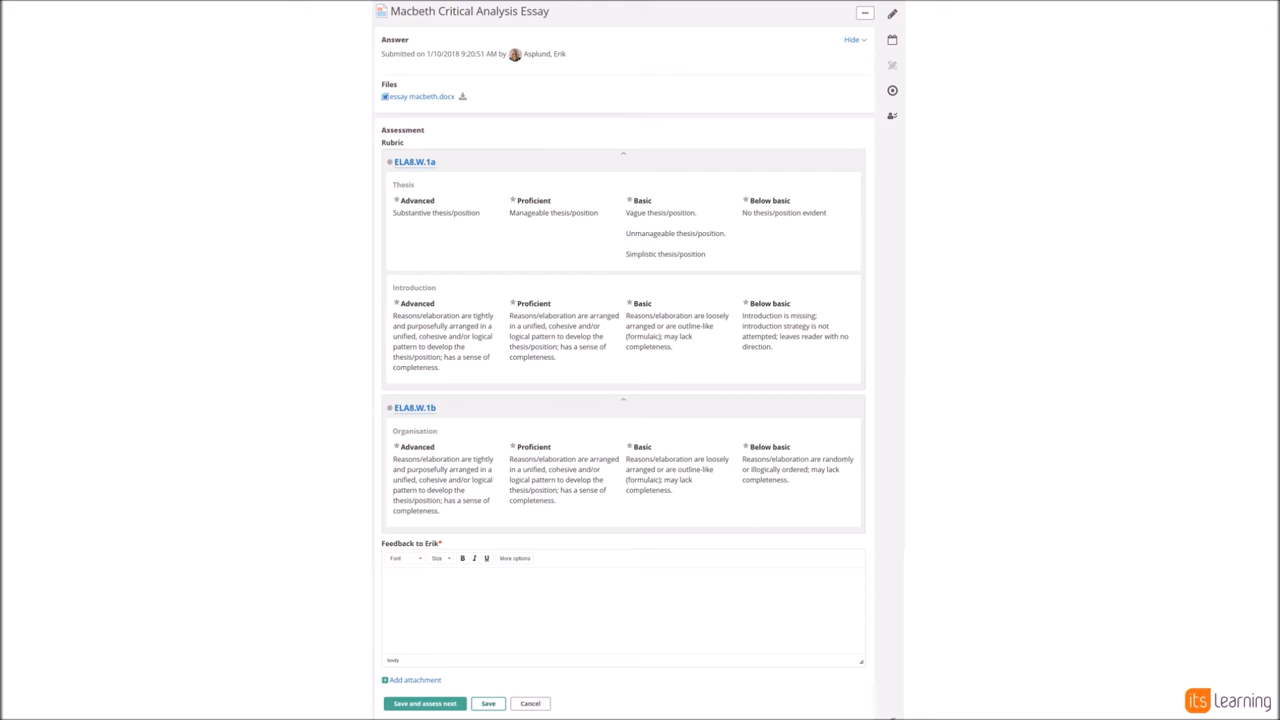 Macbeth Critical Analysis Essay
Answer
Hide
Submitted on 1/10/2018 9:20:51 AM by Asplund, Erik
Files
essay macbeth.docx
Assessment
Rubric
ELA8.W.1a
Thesis
Advanced
Substantive thesis/position
Proficient
Manageable thesis/position
Basic
Vague thesis/position.
Unmanageable thesis/position.
Simplistic thesis/position
Below basic
No thesis/position evident
Introduction
Advanced
Reasons/elaboration are tightly
and purposefully arranged in a
unified, cohesive and/or logical
pattern to develop the
thesis/position; has a sense of
completeness.
Proficient
Reasons/elaboration are arranged
in a unified, cohesive and/or
logical pattern to develop the
thesis/position; has a sense of
completeness.
Basic
Reasons/elaboration are loosely
arranged or are outline-like
(formulaic); may lack
completeness.
Below basic
Introduction is missing;
introduction strategy is not
attempted; leaves reader with no
direction.
ELA8.W.1b
Organisation
Advanced
Reasons/elaboration are tightly
and purposefully arranged in a
unified, cohesive and/or logical
pattern to develop the
thesis/position; has a sense of
completeness.
Proficient
Reasons/elaboration are arranged
in a unified, cohesive and/or
logical pattern to develop the
thesis/position; has a sense of
completeness.
Basic
Reasons/elaboration are loosely
arranged or are outline-like
(formulaic); may lack
completeness.
Below basic
Reasons/elaboration are randomly
or illogically ordered; may lack
completeness.
Feedback to Erik*
Font Size B I U More options
body
Add attachment
Save and assess next Save Cancel
its learning